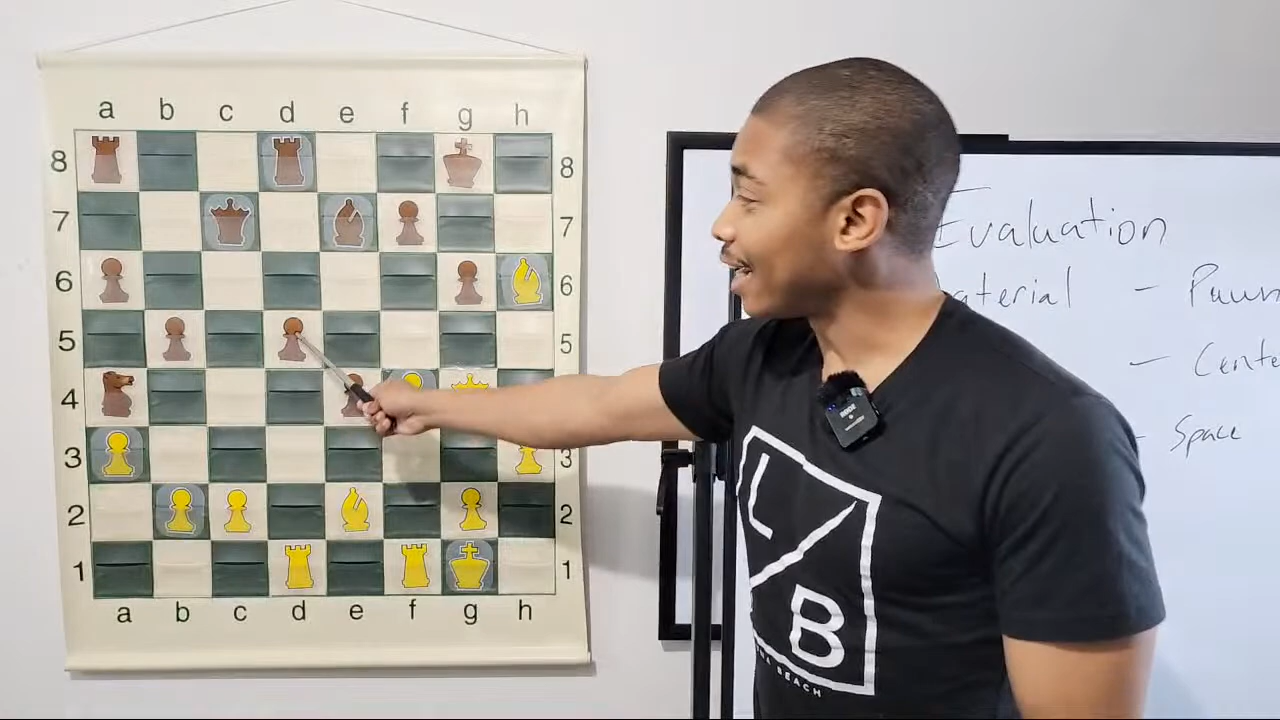 a b c d e f g h
8 8
7 7
6 6
5 5
4 4
3 3
2 2
1 1
a b c d e f g h
Evaluation
aterial - Pawn
- Cente
- Space
L
B
BEACH